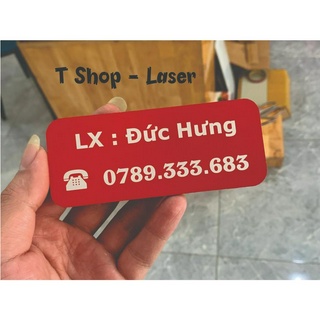 T Shop - Laser
LX : Đức Hưng
0789.333.683